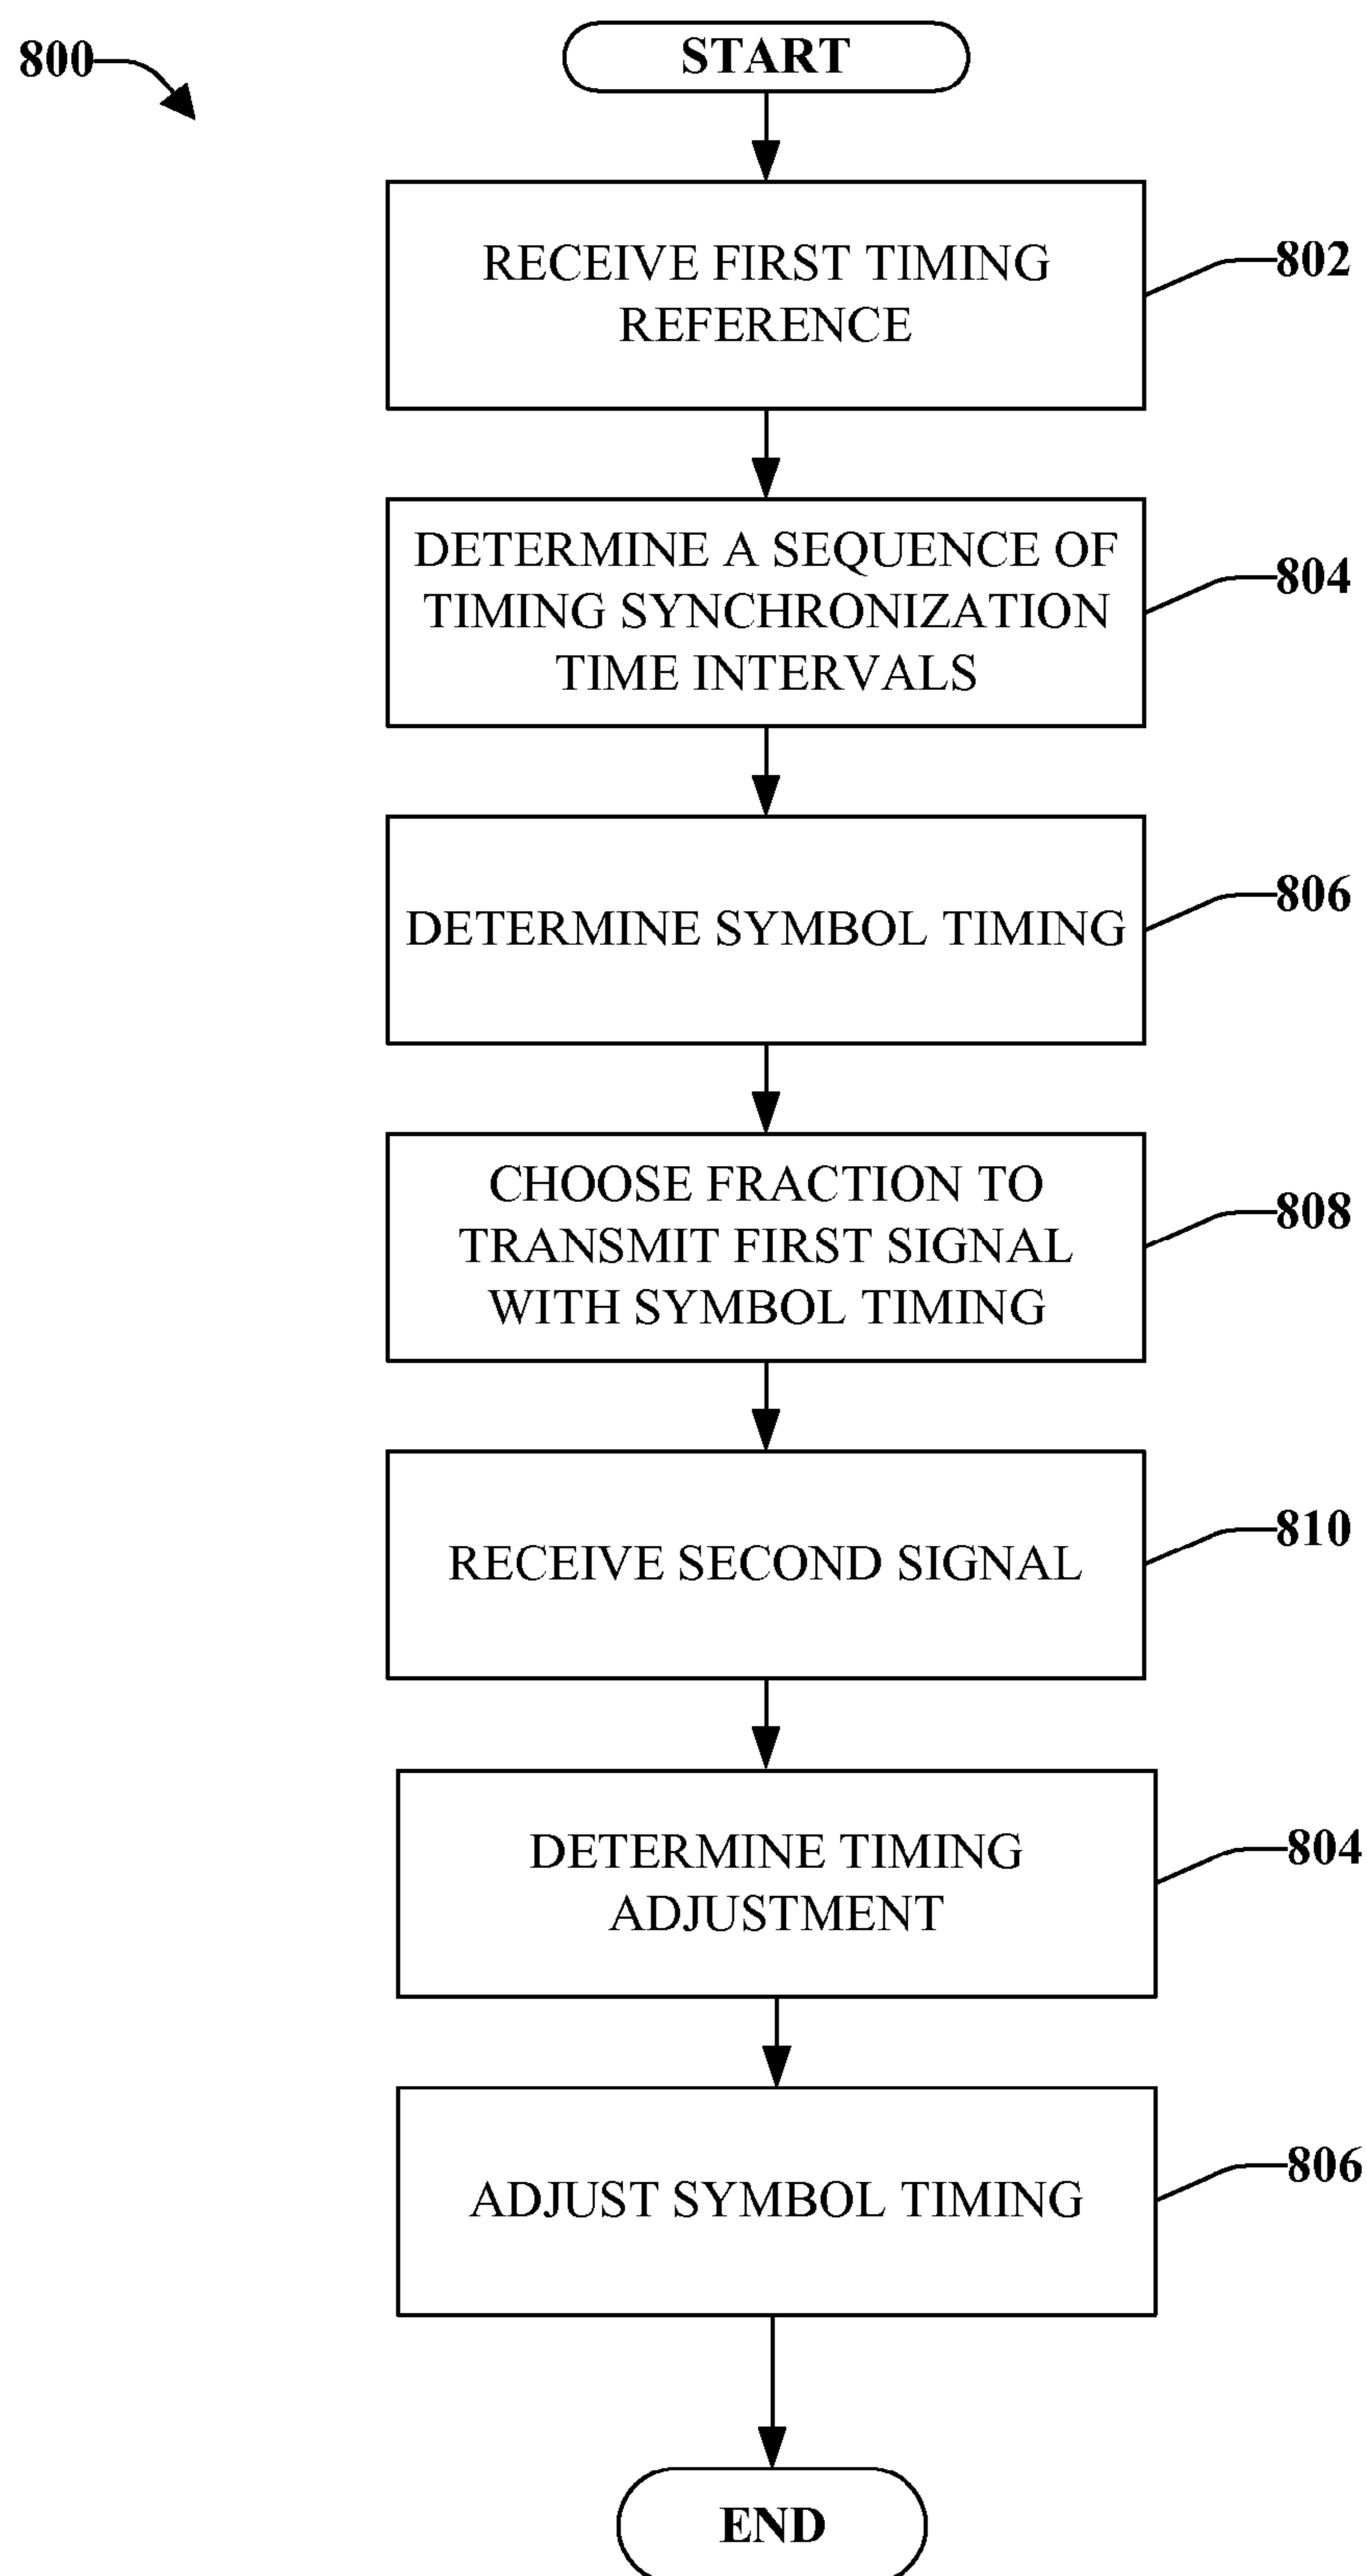 800
START
RECEIVE FIRST TIMING
REFERENCE
802
DETERMINE A SEQUENCE OF
TIMING SYNCHRONIZATION
TIME INTERVALS
804
DETERMINE SYMBOL TIMING
806
CHOOSE FRACTION TO
TRANSMIT FIRST SIGNAL
WITH SYMBOL TIMING
808
RECEIVE SECOND SIGNAL
810
DETERMINE TIMING
ADJUSTMENT
804
ADJUST SYMBOL TIMING
806
END